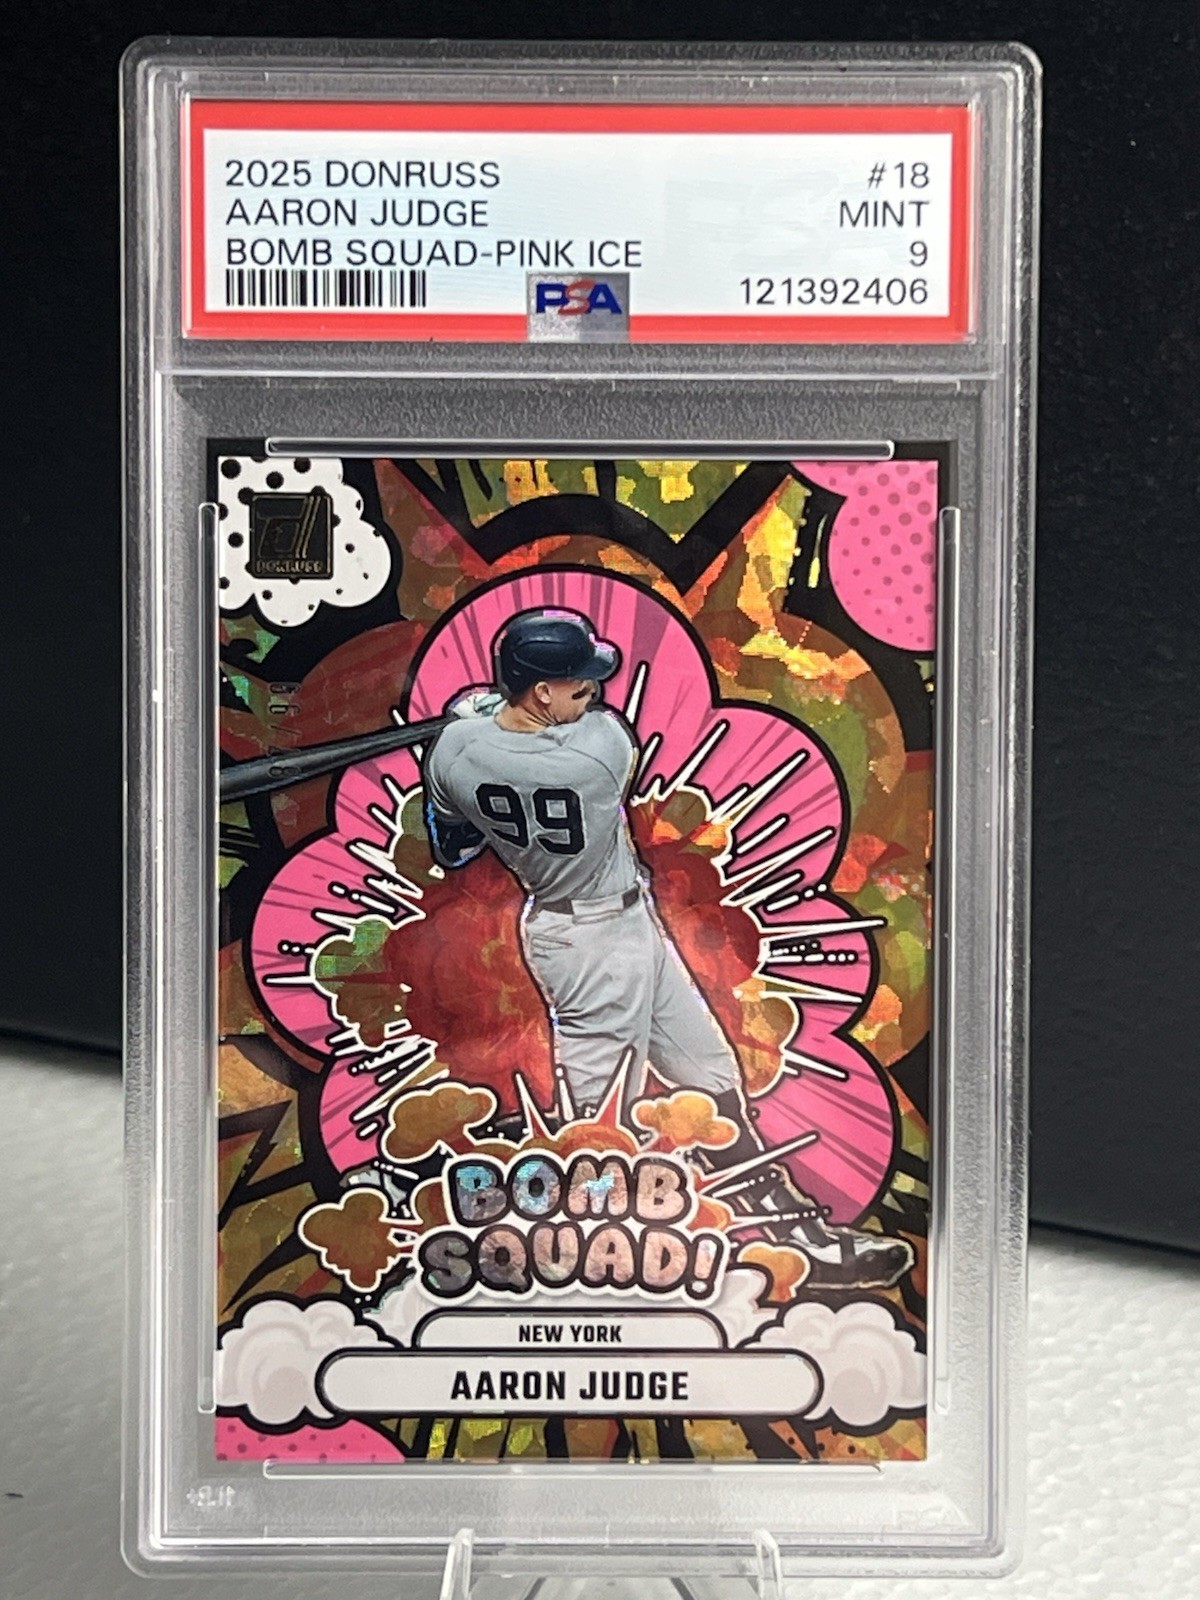 2025 DONRUSS #18
AARON JUDGE MINT
BOMB SQUAD-PINK ICE 9
PSA 121392406
DONRUSS
99
BOMB
SQUAD!
NEW YORK
AARON JUDGE